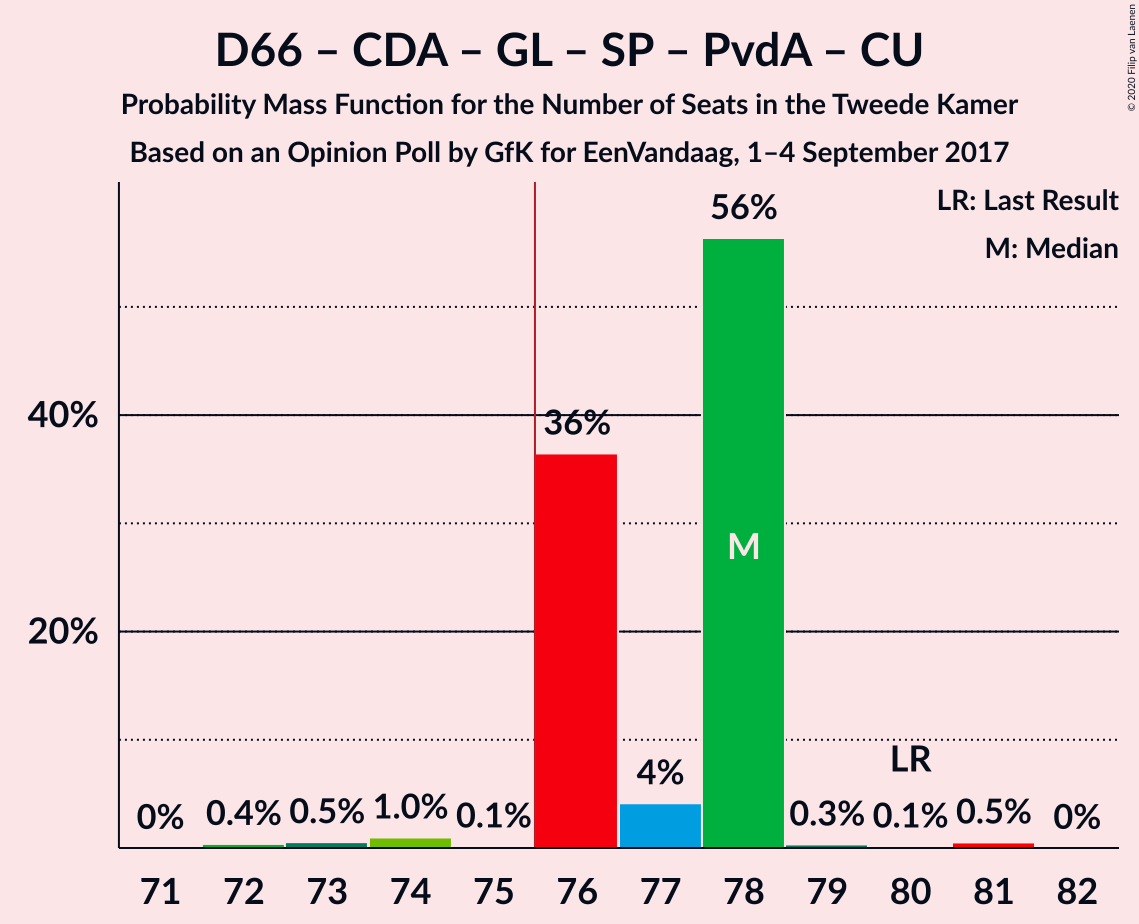 D66 – CDA – GL – SP – PvdA – CU
Probability Mass Function for the Number of Seats in the Tweede Kamer
Based on an Opinion Poll by GfK for EenVandaag, 1–4 September 2017
© 2020 Filip van Laenen
LR: Last Result
M: Median
56%
40%
36%
M
20%
LR
4%
0% 0.4% 0.5% 1.0% 0.1% 0.3% 0.1% 0.5% 0%
71 72 73 74 75 76 77 78 79 80 81 82